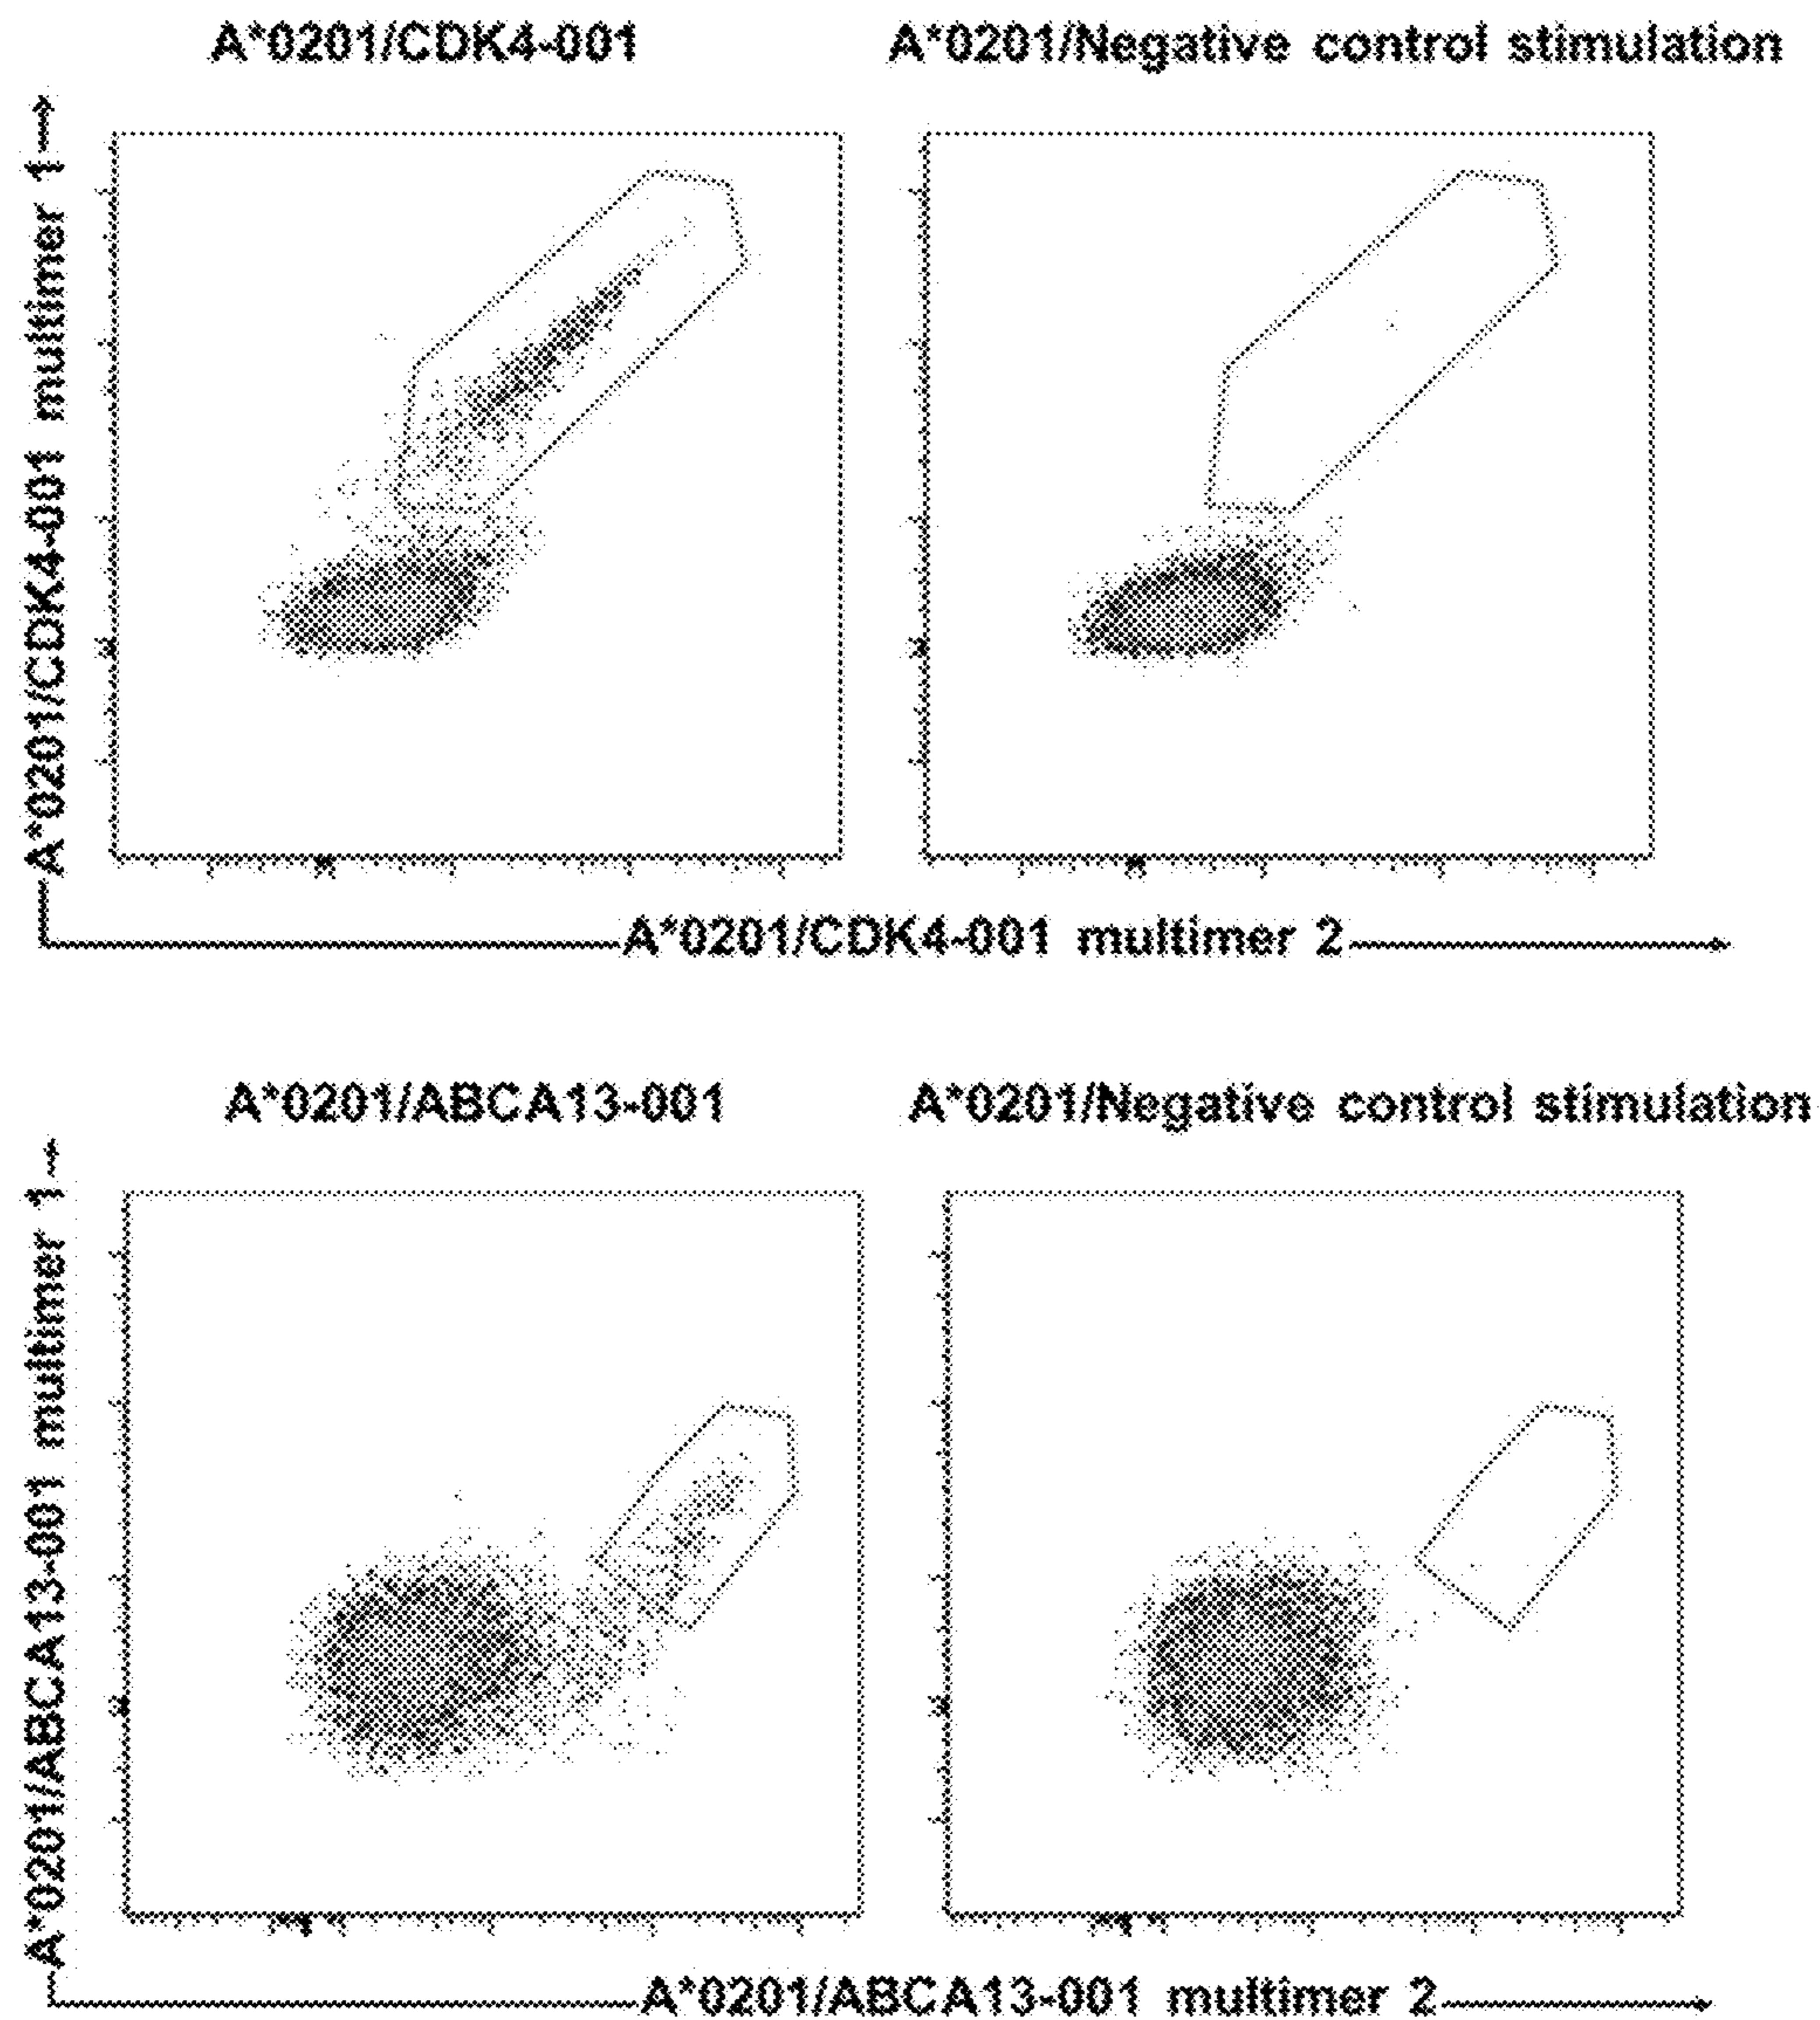 A*0201/CDK4-001
A*0201/Negative control stimulation
A*0201/CDK4-001 multimer 1
A*0201/CDK4-001 multimer 2
A*0201/ABCA13-001
A*0201/Negative control stimulation
A*0201/ABCA13-001 multimer 1
A*0201/ABCA13-001 multimer 2